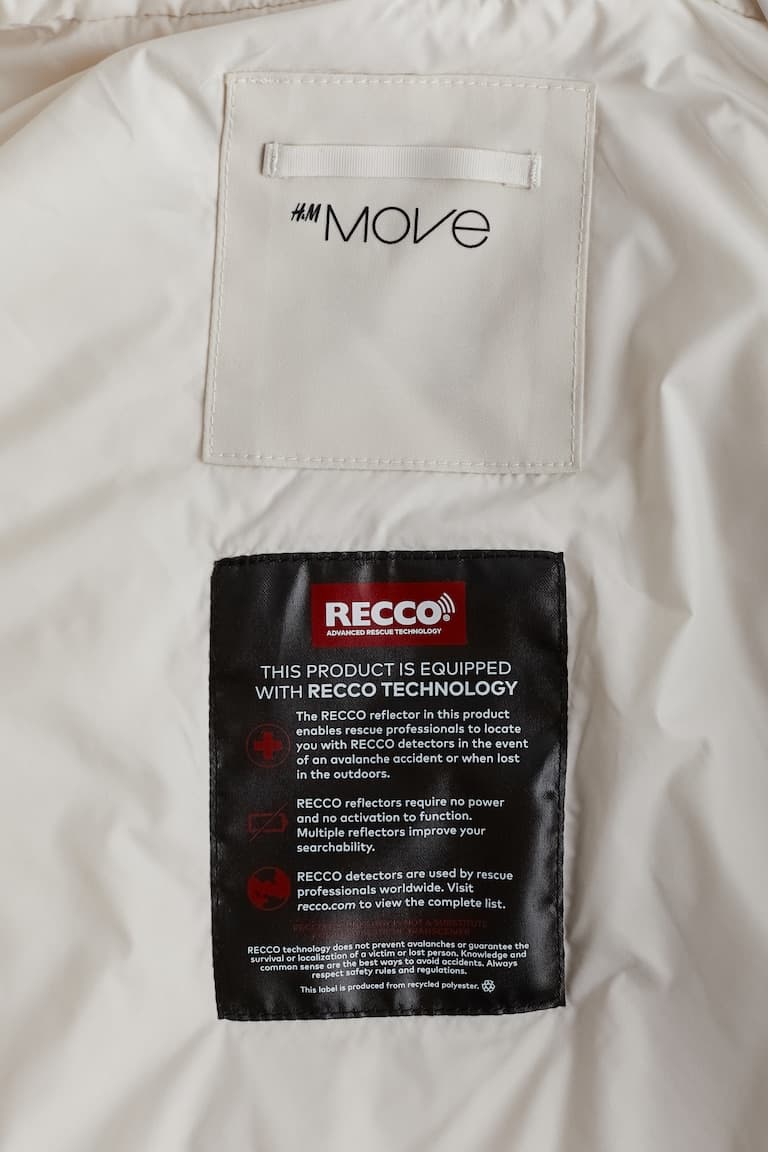 H&M MOVE
RECCO
ADVANCED RESCUE TECHNOLOGY
THIS PRODUCT IS EQUIPPED
WITH RECCO TECHNOLOGY
The RECCO reflector in this product
enables rescue professionals to locate
you with RECCO detectors in the event
of an avalanche accident or when lost
in the outdoors.
RECCO reflectors require no power
and no activation to function.
Multiple reflectors improve your
searchability.
RECCO detectors are used by rescue
professionals worldwide. Visit
recco.com to view the complete list.
IS NOT A SUBSTITUTE
TRANSCEIVER
RECCO technology does not prevent avalanches or guarantee the
survival or localization of a victim or lost person. Knowledge and
common sense are the best ways to avoid accidents. Always
respect safety rules and regulations.
This label is produced from recycled polyester.